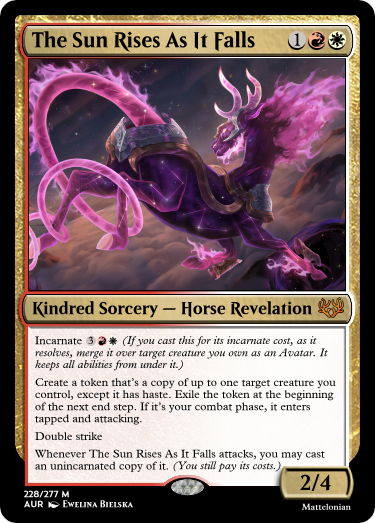 The Sun Rises As It Falls 1
Kindred Sorcery — Horse Revelation
Incarnate 3 (If you cast this for its incarnate cost, as it
resolves, merge it over target creature you own as an Avatar. It
keeps all abilities from under it.)
Create a token that's a copy of up to one target creature you
control, except it has haste. Exile the token at the beginning
of the next end step. If it's your combat phase, it enters
tapped and attacking.
Double strike
Whenever The Sun Rises As It Falls attacks, you may cast
an unincarnated copy of it. (You still pay its costs.)
2/4
228/277 M
AUR Ewelina Bielska
Mattelonian